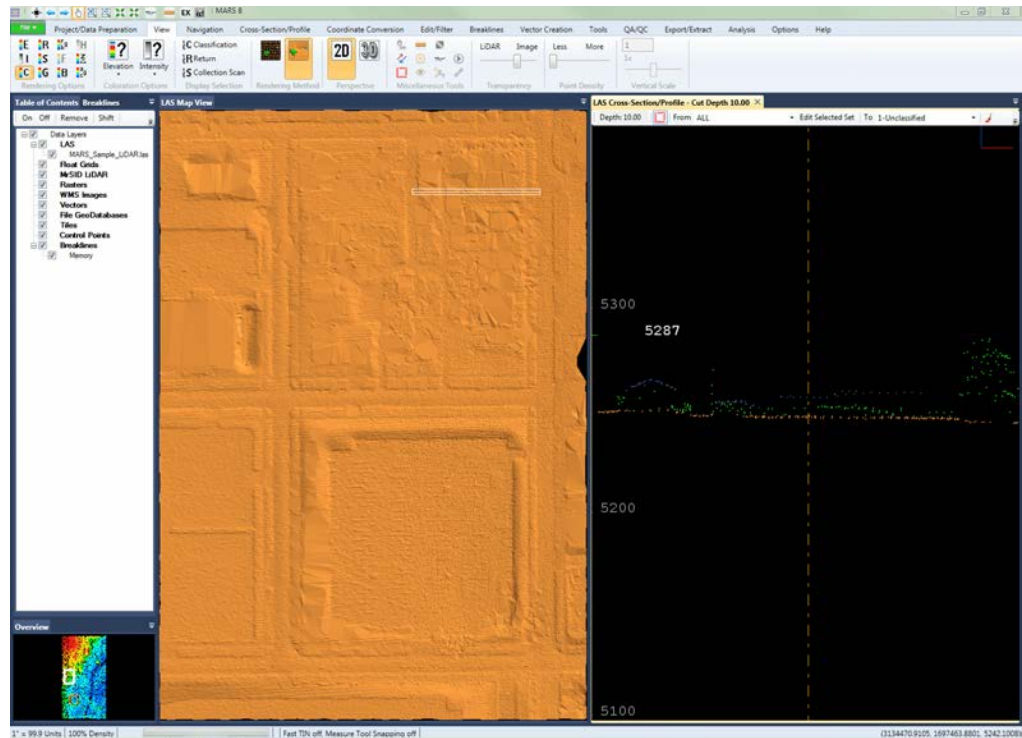 EX
MARS 8
File
Project/Data Preparation View Navigation Cross-Section/Profile Coordinate Conversion Edit/Filter Breaklines Vector Creation Tools QA/QC Export/Extract Analysis Options Help
Elevation
Intensity
Classification
Return
Collection Scan
2D 3D
LiDAR Image
Less More
1
1x
Rendering Options Coloration Options Display Selection Rendering Method Perspective Miscellaneous Tools Transparency Point Density Vertical Scale
Table of Contents Breaklines
On Off Remove Shift
Data Layers
LAS
MARS_Sample_LiDAR.las
Float Grids
MrSID LiDAR
Rasters
WMS Images
Vectors
File GeoDatabases
Tiles
Control Points
Breaklines
Memory
Overview
LAS Map View
LAS Cross-Section/Profile - Cut Depth 10.00
Depth: 10.00 From ALL Edit Selected Set To 1-Unclassified
5300
5287
5200
5100
1" = 99.9 Units 100% Density Fast TIN off, Measure Tool Snapping off (3134470.9105, 1697463.8801, 5242.1008)